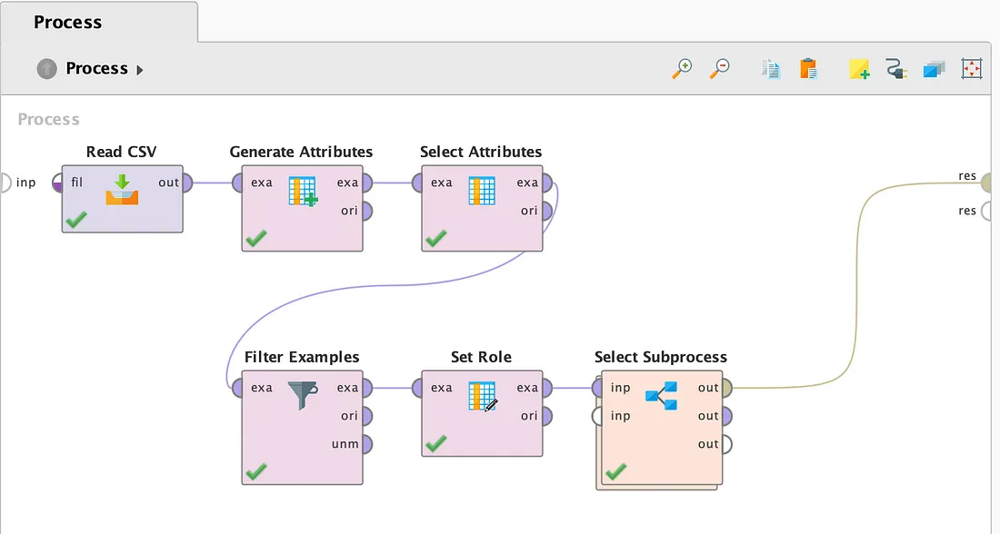 Process
Process
Process
Read CSV Generate Attributes Select Attributes
inp fil out exa exa exa exa res
ori ori res
Filter Examples Set Role Select Subprocess
exa exa exa exa inp out
ori ori inp out
unm out